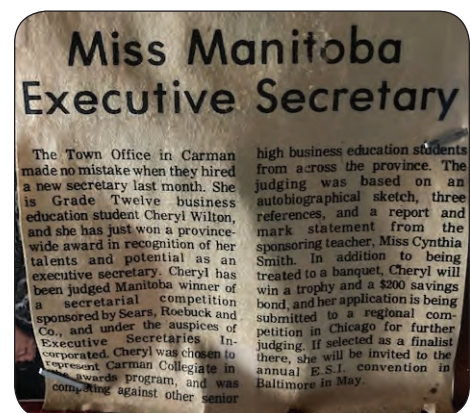 Miss Manitoba
Executive Secretary
The Town Office in Carman
made no mistake when they hired
a new secretary last month. She
is Grade Twelve business
education student Cheryl Wilton,
and she has just won a province-
wide award in recognition of her
talents and potential as an
executive secretary. Cheryl has
been judged Manitoba winner of
a secretarial competition
sponsored by Sears, Roebuck and
Co., and under the auspices of
Executive Secretaries In-
corporated. Cheryl was chosen to
represent Carman Collegiate in
awards program, and was
competing against other senior
high business education students
from across the province. The
judging was based on an
autobiographical sketch, three
references, and a report and
mark statement from the
sponsoring teacher, Miss Cynthia
Smith. In addition to being
treated to a banquet, Cheryl will
win a trophy and a $200 savings
bond, and her application is being
submitted to a regional com-
petition in Chicago for further
judging. If selected as a finalist
there, she will be invited to the
annual E.S.I. convention in
Baltimore in May.